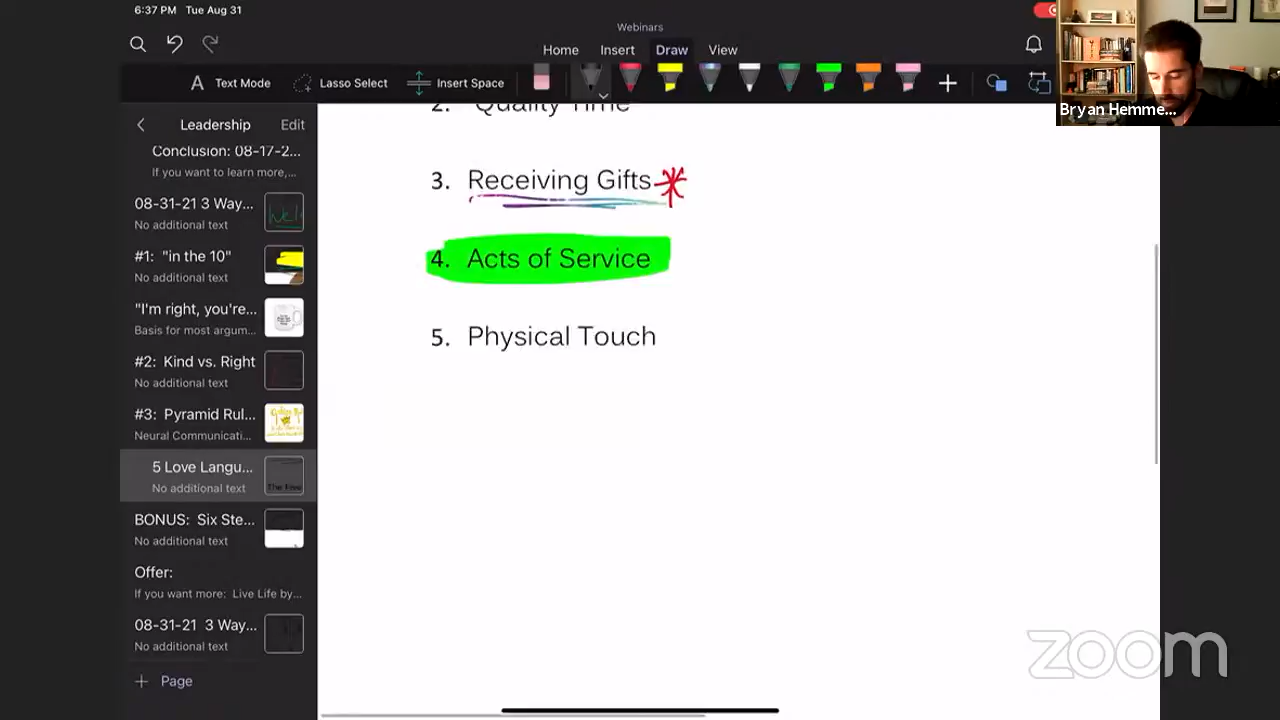 6:37 PM Tue Aug 31
Webinars
Home Insert Draw View
Text Mode Lasso Select Insert Space
Bryan Hemme...
Leadership Edit
Conclusion: 08-17-2...
If you want to learn more,...
08-31-21 3 Way...
No additional text
#1: "in the 10"
No additional text
"I'm right, you're...
Basis for most argum...
#2: Kind vs. Right
No additional text
#3: Pyramid Rul...
Neural Communicati...
5 Love Langu...
No additional text
The Five
BONUS: Six Ste...
No additional text
Offer:
If you want more: Live Life by...
08-31-21 3 Way...
No additional text
+ Page
2. Quality Time
3. Receiving Gifts*
4. Acts of Service
5. Physical Touch
zoom